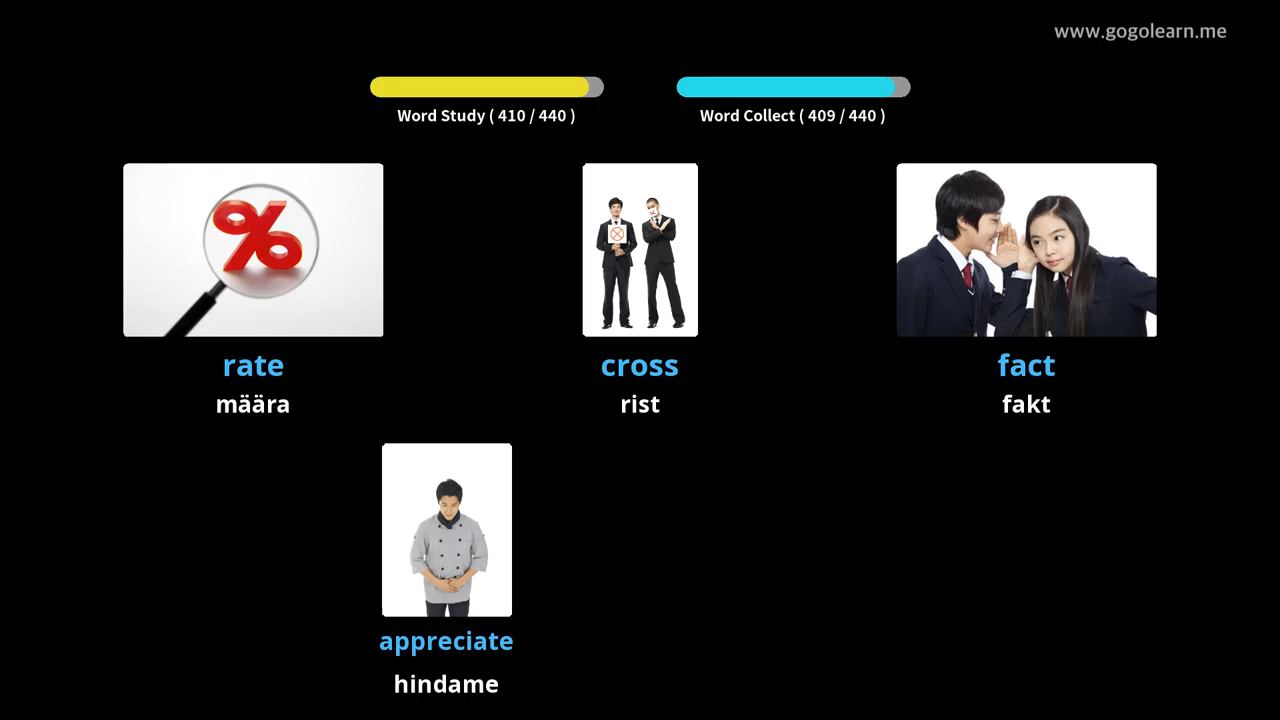 www.gogolearn.me
Word Study ( 410 / 440 )
Word Collect ( 409 / 440 )
rate
määra
cross
rist
fact
fakt
appreciate
hindame